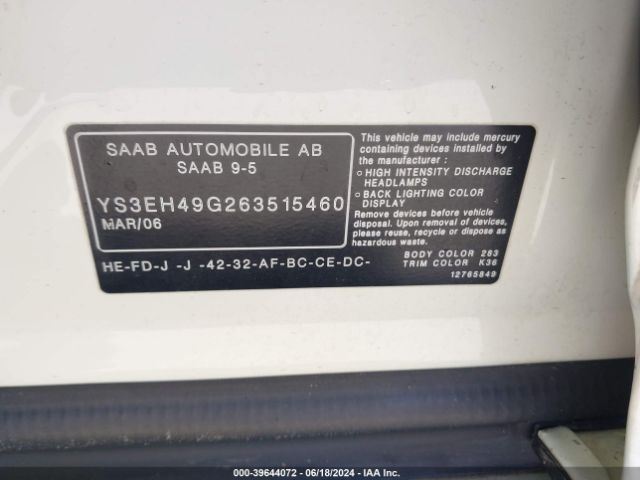 SAAB AUTOMOBILE AB
SAAB 9-5
YS3EH49G263515460
MAR/06
HE-FD-J -J -42-32-AF-BC-CE-DC-
This vehicle may include mercury
containing devices installed by
the manufacturer :
HIGH INTENSITY DISCHARGE
HEADLAMPS
BACK LIGHTING COLOR
DISPLAY
Remove devices before vehicle
disposal. Upon removal of devices,
please reuse, recycle or dispose as
hazardous waste.
BODY COLOR 283
TRIM COLOR K36
12765849
000-39644072 - 06/18/2024 - IAA Inc.